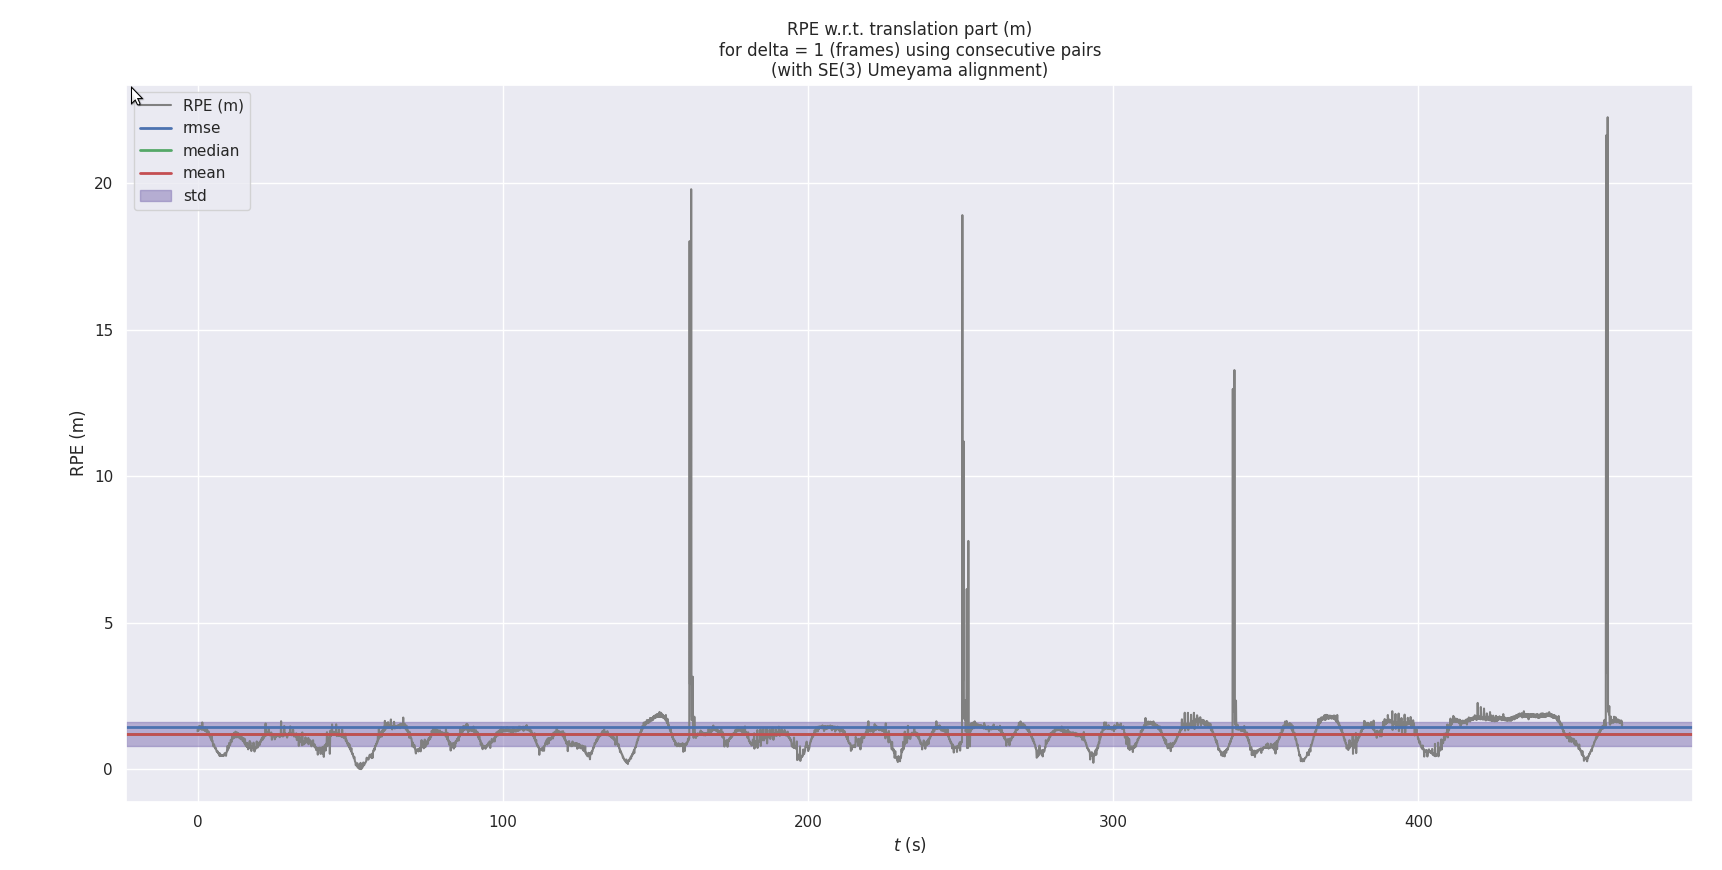 RPE w.r.t. translation part (m)
for delta = 1 (frames) using consecutive pairs
(with SE(3) Umeyama alignment)
RPE (m)
rmse
median
mean
std
20
15
10
5
0
RPE (m)
0 100 200 300 400
t (s)